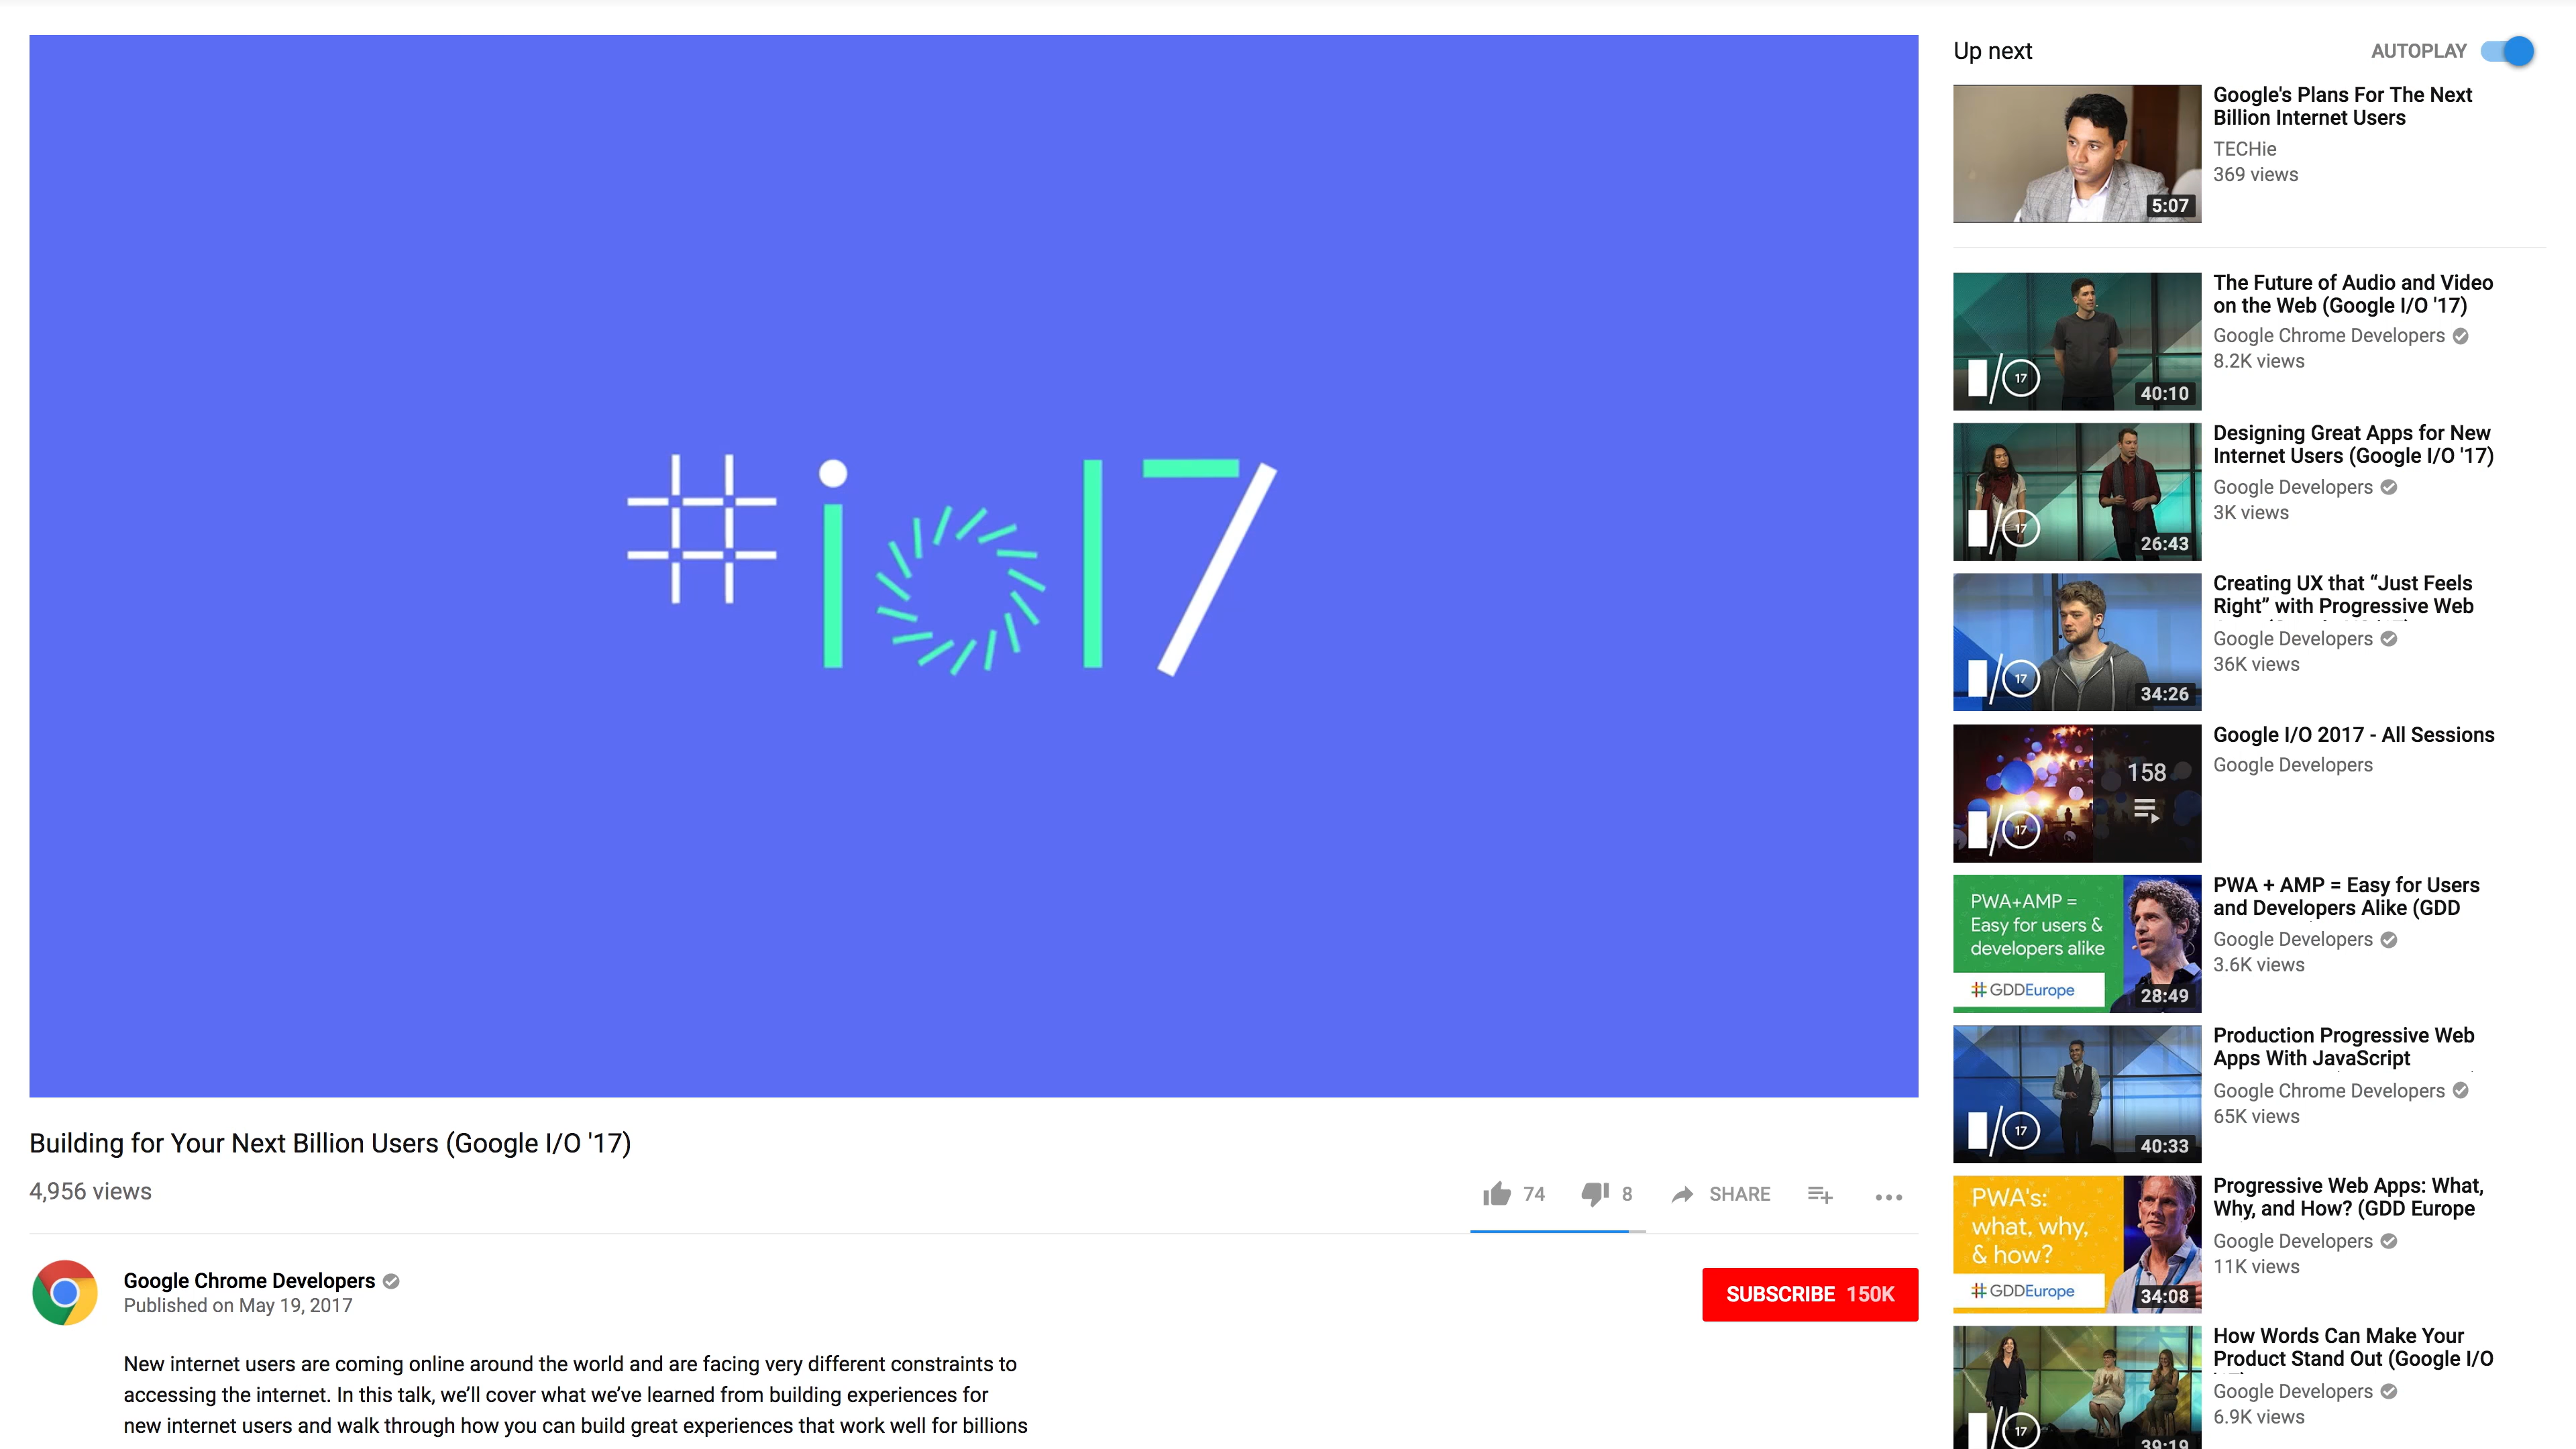 #io17
Building for Your Next Billion Users (Google I/O '17)
4,956 views
74
8
SHARE
Google Chrome Developers
Published on May 19, 2017
SUBSCRIBE 150K
New internet users are coming online around the world and are facing very different constraints to
accessing the internet. In this talk, we’ll cover what we’ve learned from building experiences for
new internet users and walk through how you can build great experiences that work well for billions
Up next
AUTOPLAY
5:07
Google's Plans For The Next
Billion Internet Users
TECHie
369 views
I/O 17
40:10
The Future of Audio and Video
on the Web (Google I/O '17)
Google Chrome Developers
8.2K views
I/O 17
26:43
Designing Great Apps for New
Internet Users (Google I/O '17)
Google Developers
3K views
I/O 17
34:26
Creating UX that “Just Feels
Right” with Progressive Web
Google Developers
36K views
I/O 17
158
Google I/O 2017 - All Sessions
Google Developers
PWA+AMP =
Easy for users &
developers alike
#GDDEurope
28:49
PWA + AMP = Easy for Users
and Developers Alike (GDD
Google Developers
3.6K views
I/O 17
40:33
Production Progressive Web
Apps With JavaScript
Google Chrome Developers
65K views
PWA's:
what, why,
& how?
#GDDEurope
34:08
Progressive Web Apps: What,
Why, and How? (GDD Europe
Google Developers
11K views
I/O 17
39:19
How Words Can Make Your
Product Stand Out (Google I/O
Google Developers
6.9K views